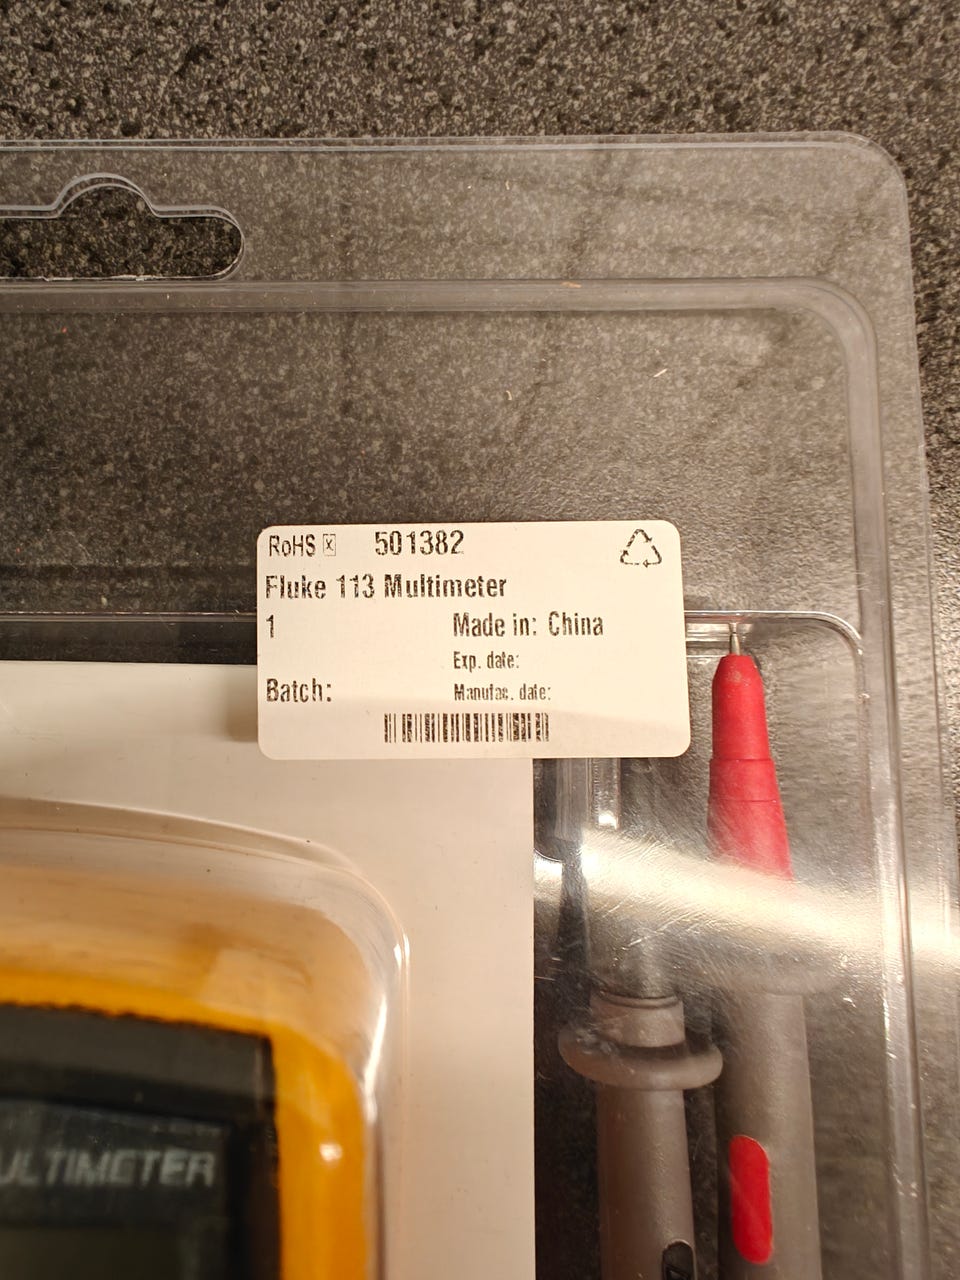 RoHS x 501382
Fluke 113 Multimeter
1 Made in: China
Exp. date:
Batch: Manufac. date:
ULTIMETER